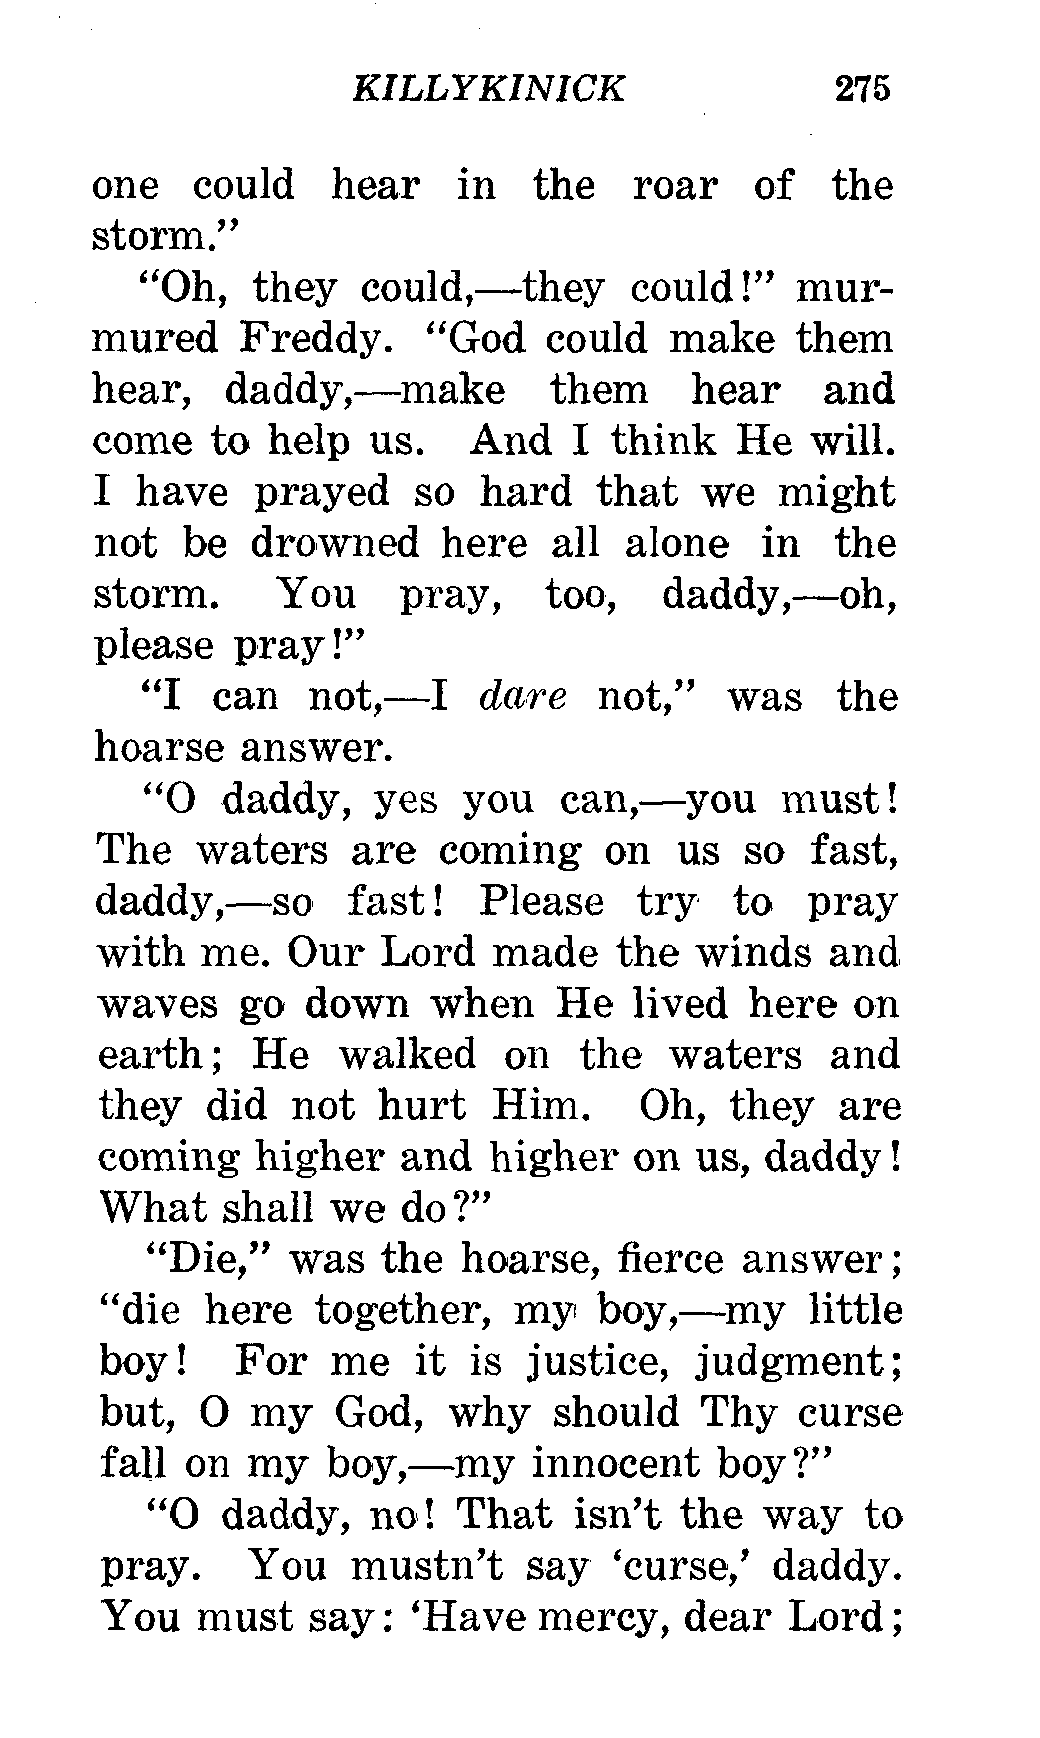 KILLYKINICK 275
one could hear in the roar of the
storm.”
“Oh, they could,—they could!” mur-
mured Freddy. “God could make them
hear, daddy,—make them hear and
come to help us. And I think He will.
I have prayed so hard that we might
not be drowned here all alone in the
storm. You pray, too, daddy,—oh,
please pray!”
“I can not,—I dare not,” was the
hoarse answer.
“O daddy, yes you can,—you must!
The waters are coming on us so fast,
daddy,—so fast! Please try to pray
with me. Our Lord made the winds and
waves go down when He lived here on
earth; He walked on the waters and
they did not hurt Him. Oh, they are
coming higher and higher on us, daddy!
What shall we do?”
“Die,” was the hoarse, fierce answer;
“die here together, my boy,—my little
boy! For me it is justice, judgment;
but, O my God, why should Thy curse
fall on my boy,—my innocent boy?”
“O daddy, no! That isn’t the way to
pray. You mustn’t say ‘curse,’ daddy.
You must say: ‘Have mercy, dear Lord;